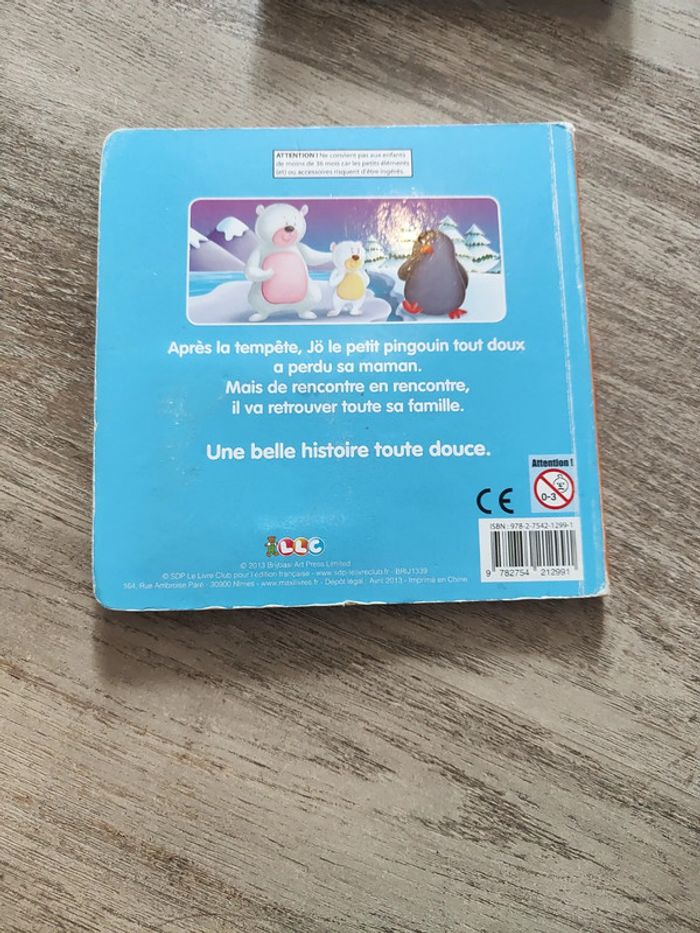 ATTENTION ! Ne convient pas aux enfants
de moins de 36 mois car les petits éléments
(et) ou accessoires risquent d'être ingérés.
Après la tempête, Jö le petit pingouin tout doux
a perdu sa maman.
Mais de rencontre en rencontre,
il va retrouver toute sa famille.
Une belle histoire toute douce.
Attention !
0-3
CE
ISBN : 978-2-7542-1299-1
9 782754 212991
LLC
© 2013 Brijbasi Art Press Limited
© SDP Le Livre Club pour l'édition française - www.sdp-lelivreclub.fr - BRIJ1339
164, Rue Ambroise Paré - 30900 Nîmes - www.maxilivres.fr - Dépôt légal : Avril 2013 - Imprimé en Chine